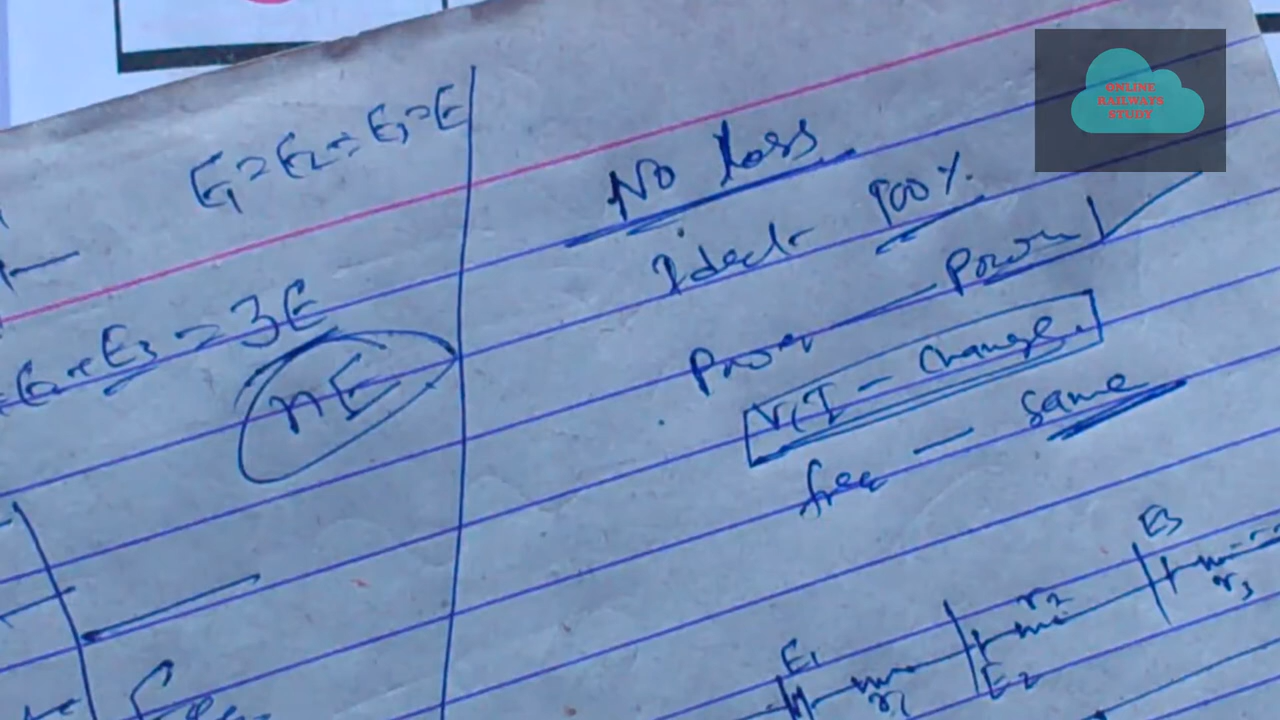 E₁ = E₂ = E₃ = E
E₂ + E₃ = 3E
nE
No loss
Ideal 100%
Power — Power
V, I - Change.
freq — same
E₁ r₁
E₂ r₂
E₃ r₃
ONLINE
RAILWAYS
STUDY